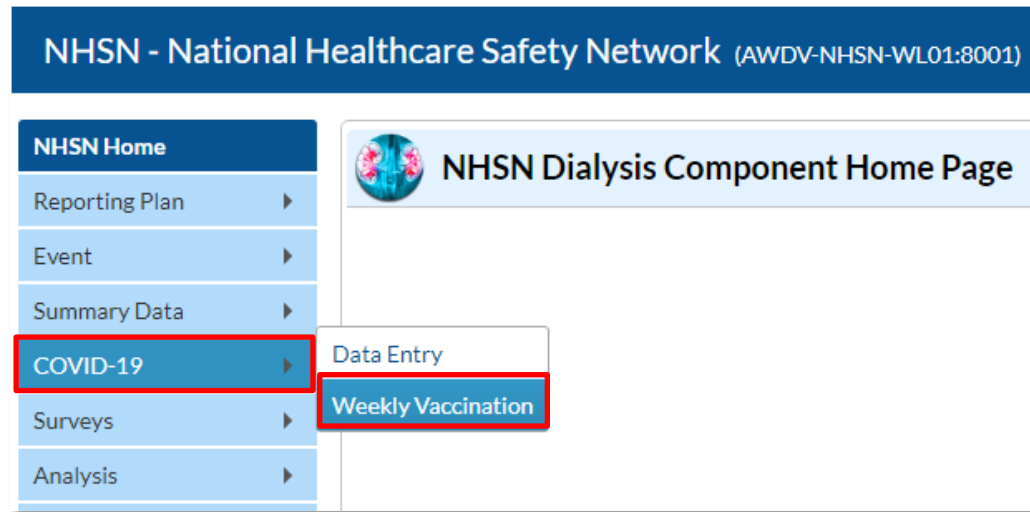 NHSN - National Healthcare Safety Network (AWDV-NHSN-WL01:8001)
NHSN Home
NHSN Dialysis Component Home Page
Reporting Plan
Event
Summary Data
COVID-19
Data Entry
Weekly Vaccination
Surveys
Analysis